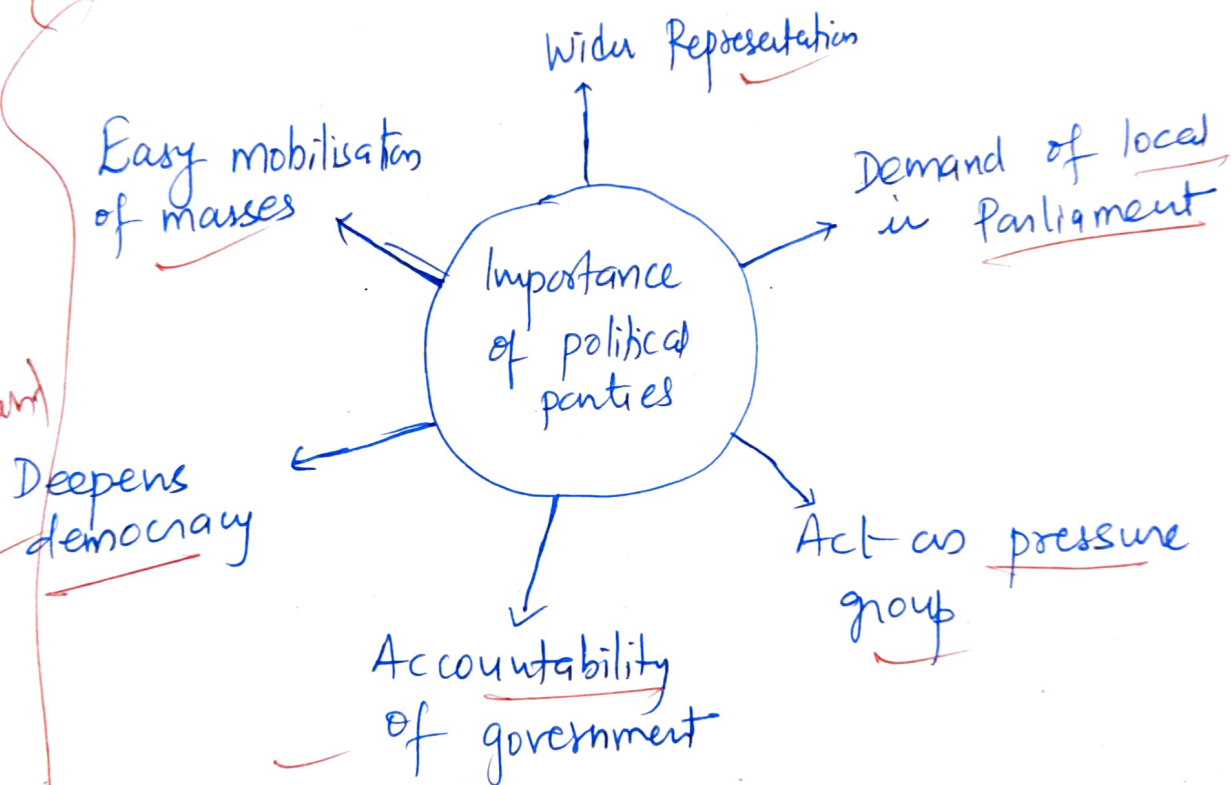 Wider Representation
Easy mobilisation
of masses
Demand of local
in Parliament
Importance
of political
parties
Deepens
democracy
Act as pressure
group
Accountability
of government